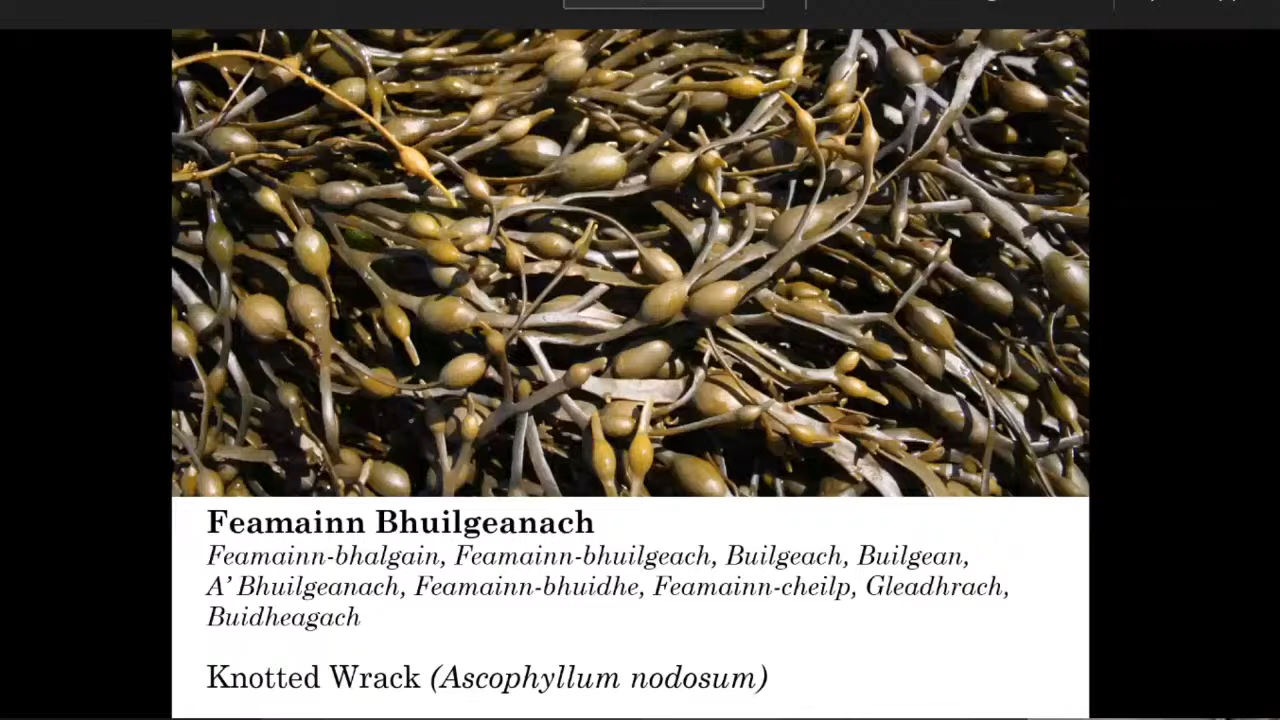 Feamainn Bhuilgeanach
Feamainn-bhalgain, Feamainn-bhuilgeach, Builgeach, Builgean,
A’ Bhuilgeanach, Feamainn-bhuidhe, Feamainn-cheilp, Gleadhrach,
Buidheagach
Knotted Wrack (Ascophyllum nodosum)